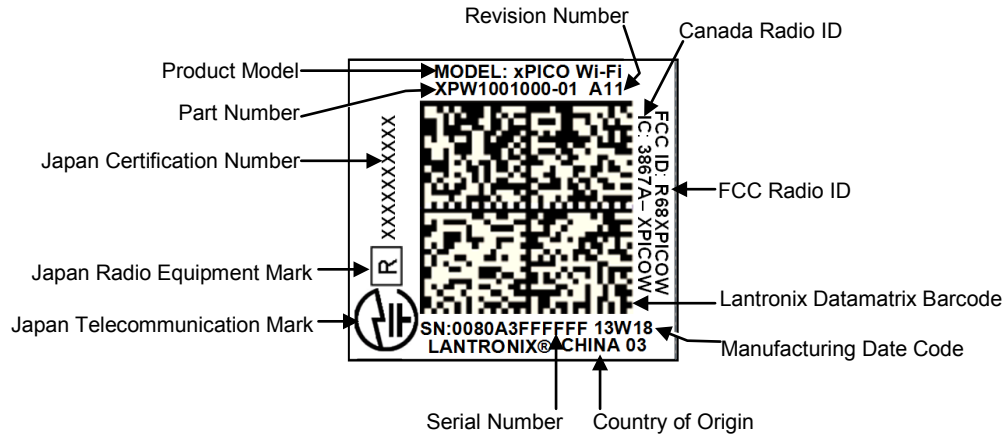 Revision Number
Canada Radio ID
Product Model
MODEL: xPICO Wi-Fi
XPW1001000-01 A11
Part Number
Japan Certification Number
XXXXXXXXXXX
FCC ID: R68XPICOW
IC: 3867A- XPICOW
FCC Radio ID
R
Japan Radio Equipment Mark
Lantronix Datamatrix Barcode
Japan Telecommunication Mark
SN:0080A3FFFFFF 13W18
LANTRONIX® CHINA 03
Manufacturing Date Code
Serial Number
Country of Origin